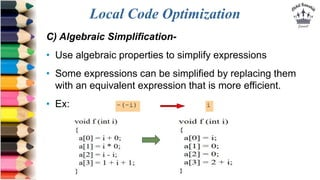 Local Code Optimization
C) Algebraic Simplification-
• Use algebraic properties to simplify expressions
• Some expressions can be simplified by replacing them
with an equivalent expression that is more efficient.
• Ex:
-(-i)
i
void f (int i)
{
a[0] = i + 0;
a[1] = i * 0;
a[2] = i - i;
a[3] = 1 + i + 1;
}
void f (int i)
{
a[0] = i;
a[1] = 0;
a[2] = 0;
a[3] = 2 + i;
}